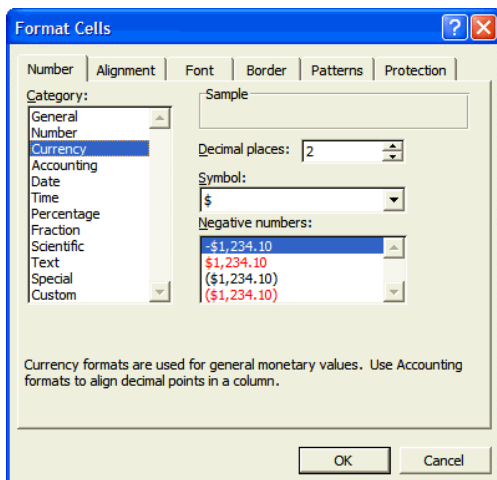 Format Cells
Number Alignment Font Border Patterns Protection
Category:
General
Number
Currency
Accounting
Date
Time
Percentage
Fraction
Scientific
Text
Special
Custom
Sample
Decimal places: 2
Symbol:
$
Negative numbers:
-$1,234.10
$1,234.10
($1,234.10)
($1,234.10)
Currency formats are used for general monetary values. Use Accounting
formats to align decimal points in a column.
OK Cancel